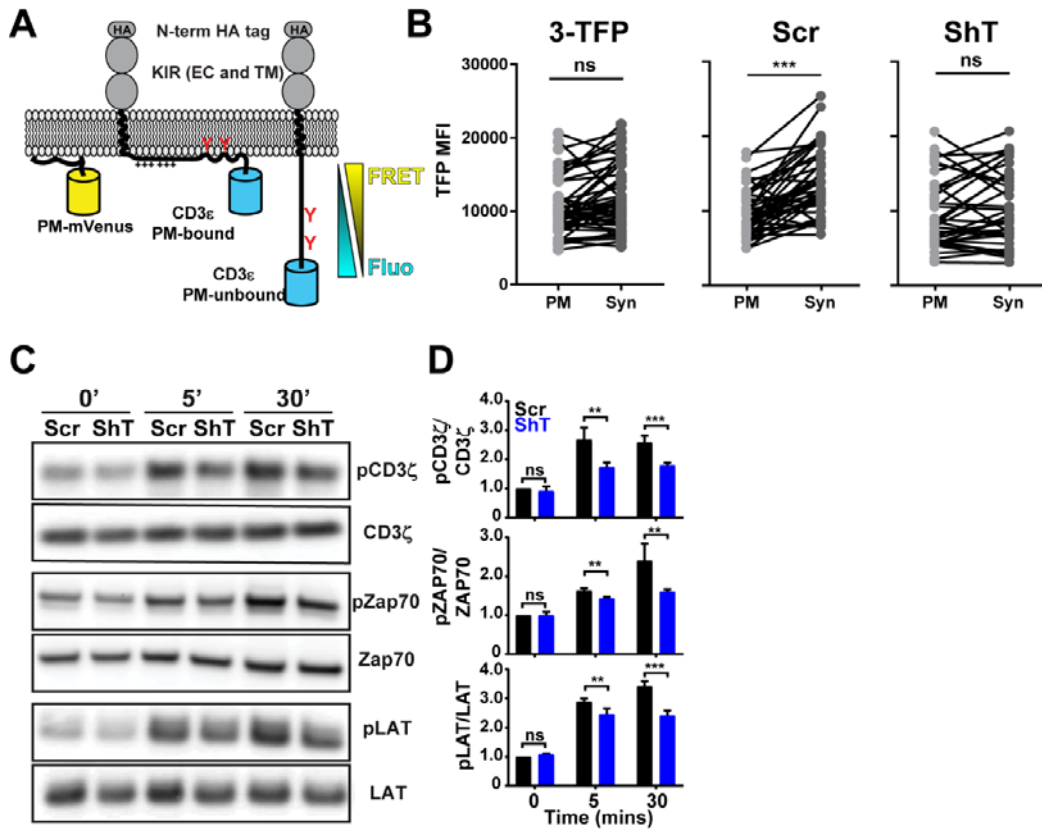 A
HA
N-term HA tag
HA
KIR (EC and TM)
Y Y
+++ +++
FRET
PM-mVenus
CD3ε
PM-bound
Y
Y
Fluo
CD3ε
PM-unbound
B
3-TFP
Scr
ShT
ns
***
ns
TFP MFI
30000
20000
10000
0
PM
Syn
PM
Syn
PM
Syn
C
0’
5’
30’
Scr ShT Scr ShT Scr ShT
pCD3ζ
CD3ζ
pZap70
Zap70
pLAT
LAT
D
Scr
ShT
pCD3ζ/
CD3ζ
4.0
3.0
2.0
1.0
ns
**
***
pZAP70/
ZAP70
3.0
2.0
1.0
ns
**
**
pLAT/LAT
4.0
3.0
2.0
1.0
0
ns
**
***
0
5
30
Time (mins)